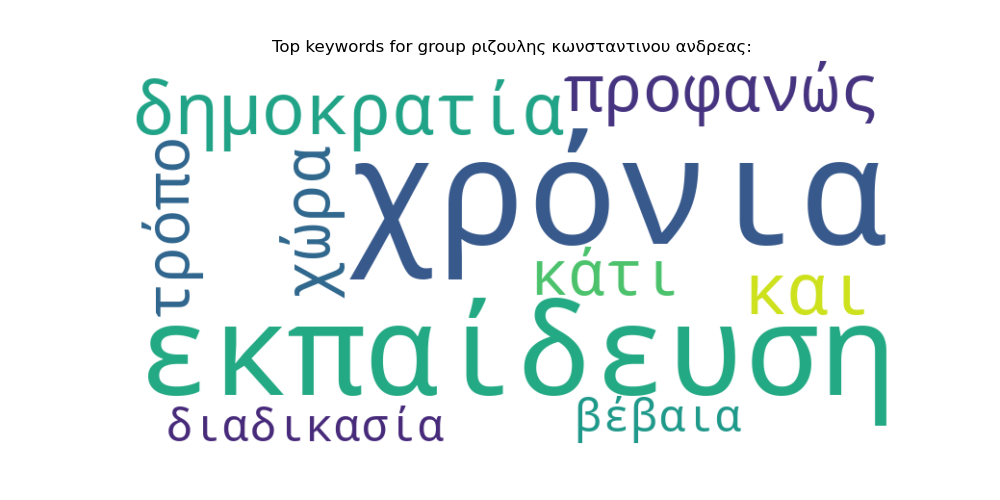 Top keywords for group ριζουλης κωνσταντινου ανδρεας:
δημοκρατία
προφανώς
τρόπο
χώρα
χρόνια
κάτι
και
εκπαίδευση
διαδικασία
βέβαια